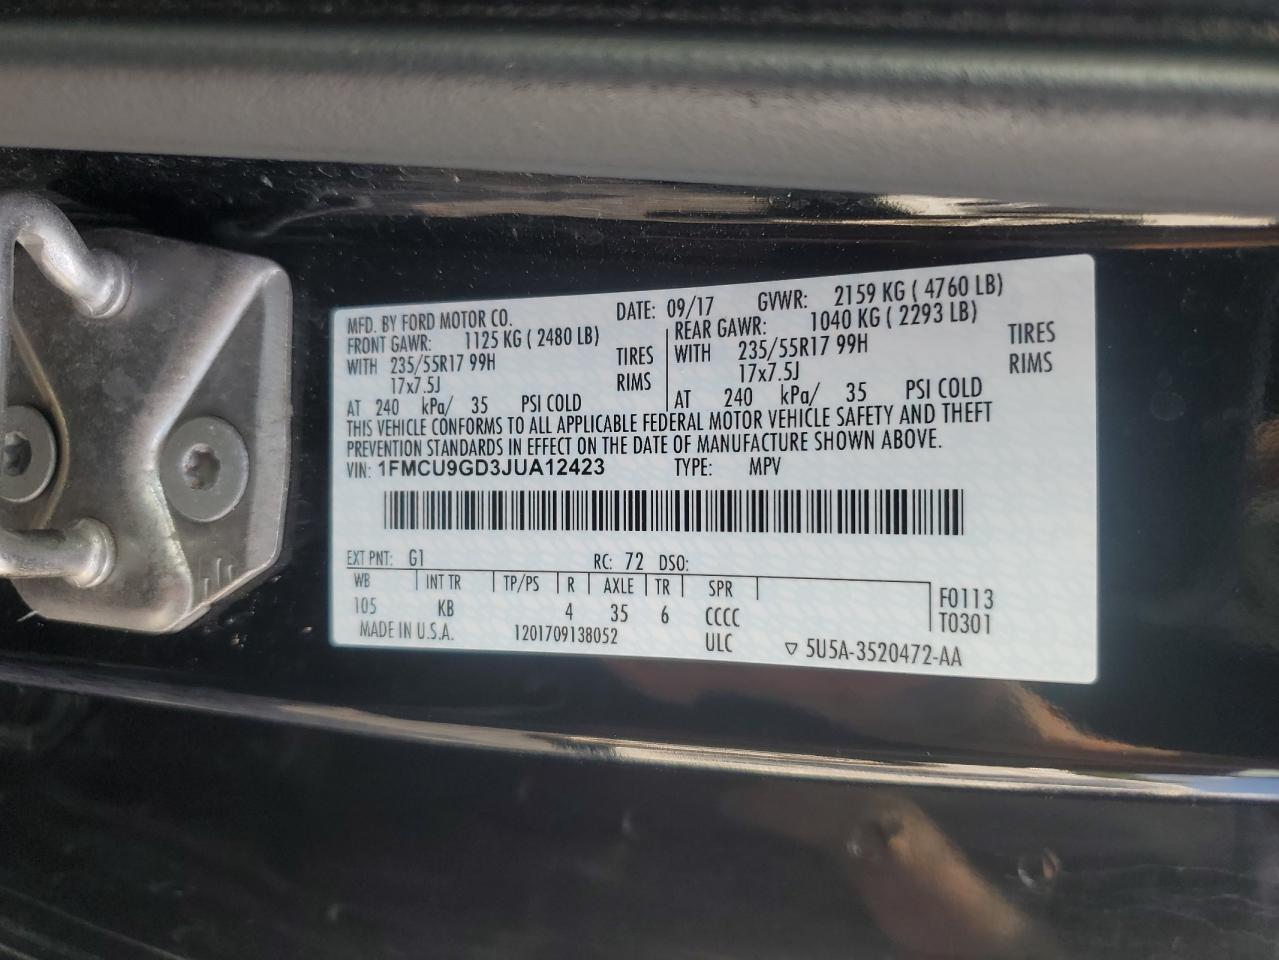 MFD. BY FORD MOTOR CO. DATE: 09/17 GVWR: 2159 KG ( 4760 LB)
FRONT GAWR: 1125 KG ( 2480 LB) REAR GAWR: 1040 KG ( 2293 LB)
WITH 235/55R17 99H TIRES WITH 235/55R17 99H TIRES
17x7.5J RIMS 17x7.5J RIMS
AT 240 kPa/ 35 PSI COLD AT 240 kPa/ 35 PSI COLD
THIS VEHICLE CONFORMS TO ALL APPLICABLE FEDERAL MOTOR VEHICLE SAFETY AND THEFT
PREVENTION STANDARDS IN EFFECT ON THE DATE OF MANUFACTURE SHOWN ABOVE.
VIN: 1FMCU9GD3JUA12423 TYPE: MPV
EXT PNT: G1 RC: 72 DSO:
WB INT TR TP/PS R AXLE TR SPR F0113
105 KB 4 35 6 CCCC T0301
MADE IN U.S.A. 1201709138052 ULC ▽ 5U5A-3520472-AA